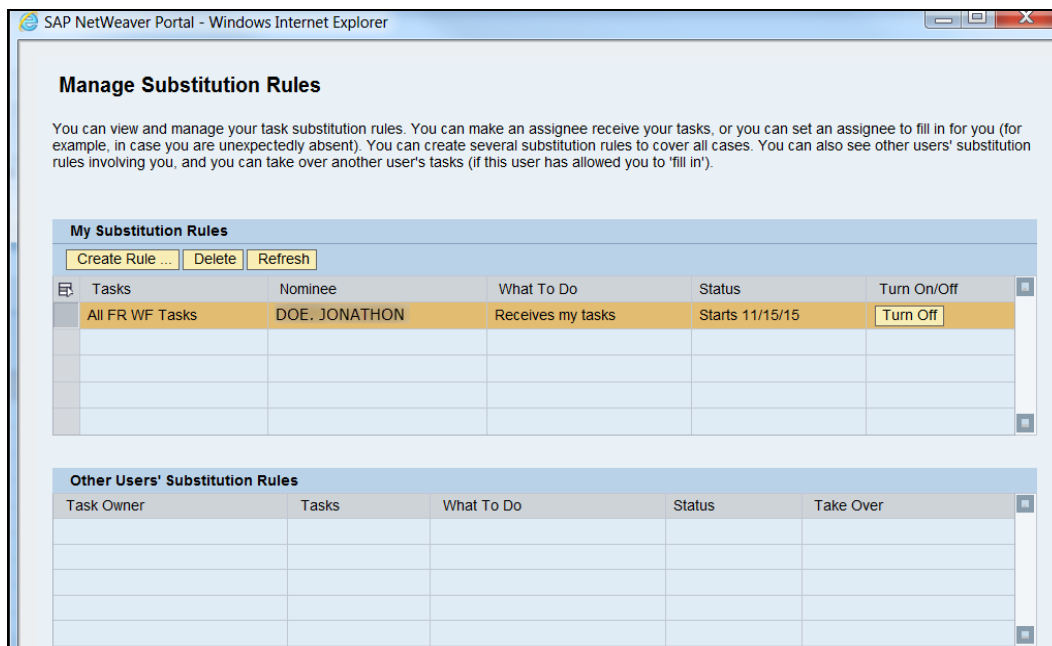 SAP NetWeaver Portal - Windows Internet Explorer
X
Manage Substitution Rules
You can view and manage your task substitution rules. You can make an assignee receive your tasks, or you can set an assignee to fill in for you (for
example, in case you are unexpectedly absent). You can create several substitution rules to cover all cases. You can also see other users' substitution
rules involving you, and you can take over another user's tasks (if this user has allowed you to 'fill in').
My Substitution Rules
Create Rule ... Delete Refresh
Tasks Nominee What To Do Status Turn On/Off
All FR WF Tasks DOE. JONATHON Receives my tasks Starts 11/15/15 Turn Off
Other Users' Substitution Rules
Task Owner Tasks What To Do Status Take Over